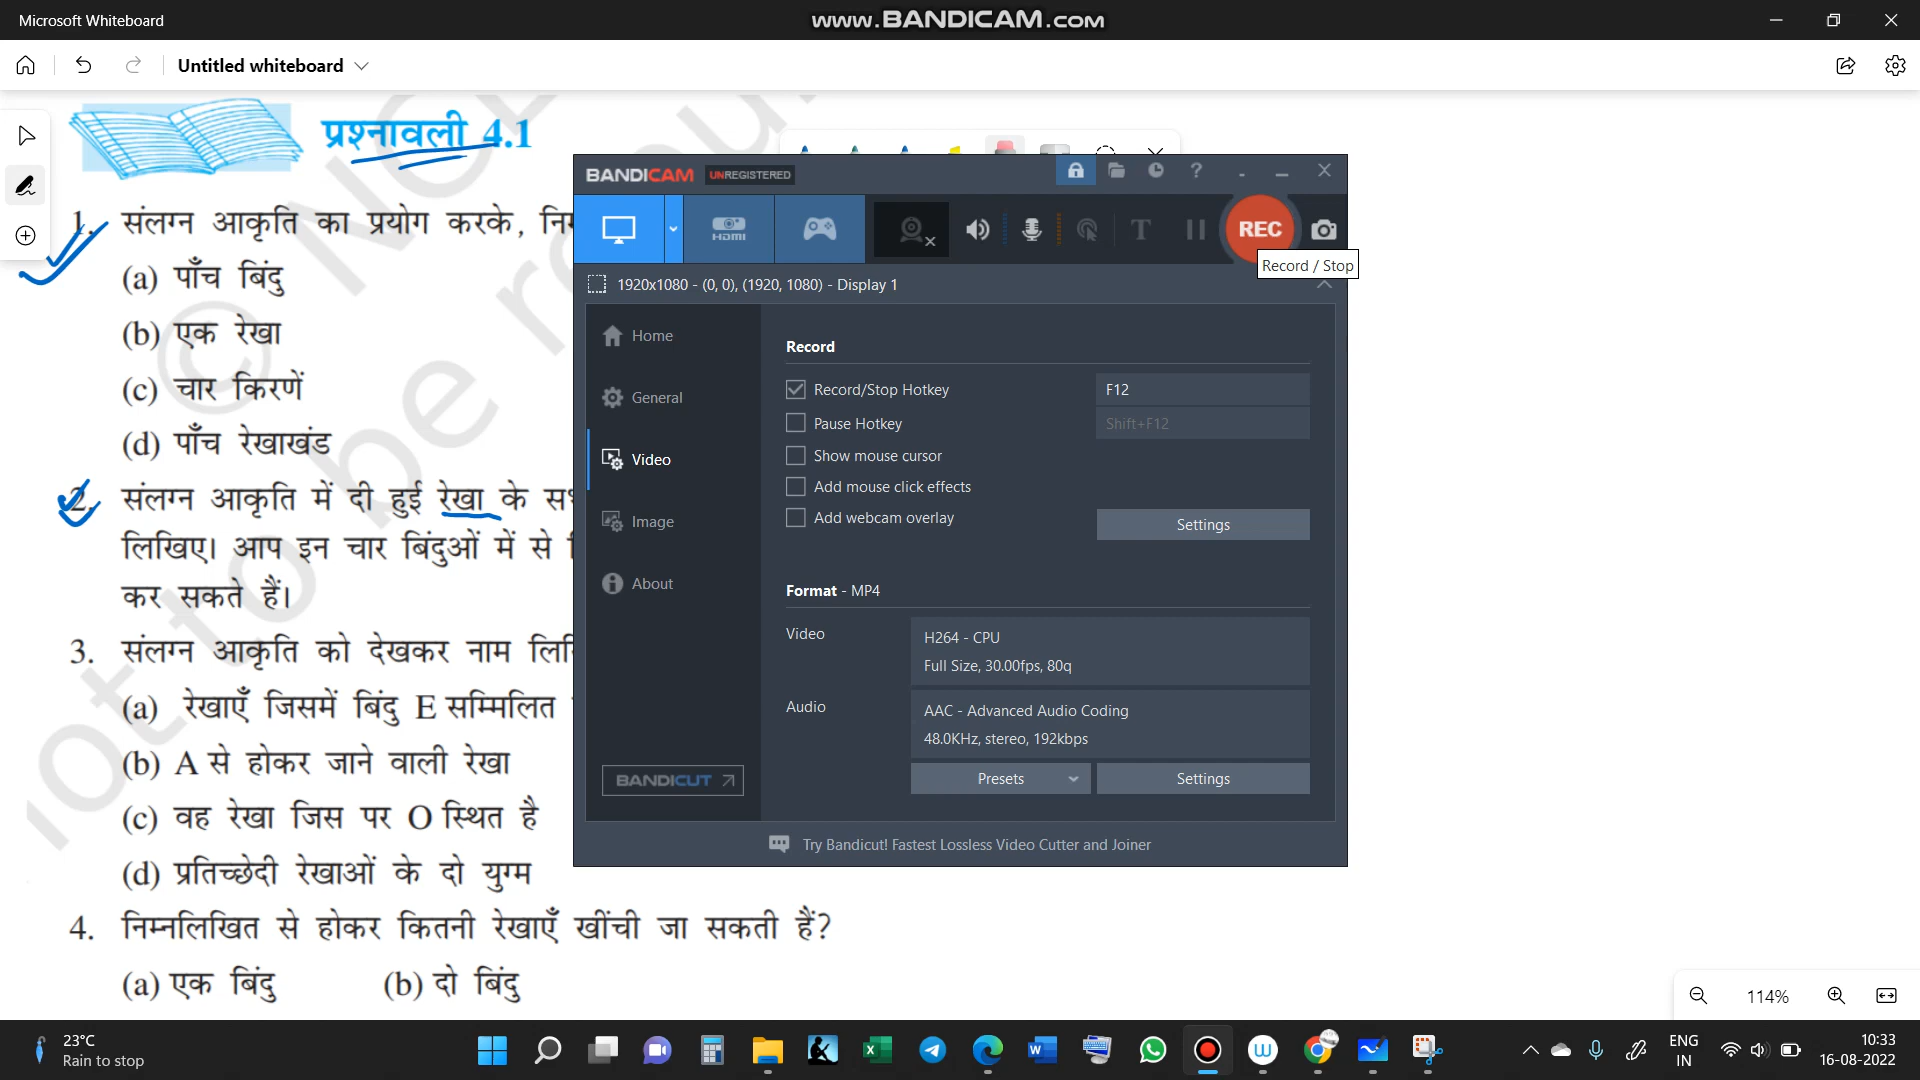 Microsoft Whiteboard
www.BANDICAM.com
Untitled whiteboard
प्रश्नावली 4.1
1. संलग्न आकृति का प्रयोग करके,
(a) पाँच बिंदु
(b) एक रेखा
(c) चार किरणें
(d) पाँच रेखाखंड
2. संलग्न आकृति में दी हुई रेखा के
लिखिए। आप इन चार बिंदुओं में से
कर सकते हैं।
3. संलग्न आकृति को देखकर नाम
(a) रेखाएँ जिसमें बिंदु E सम्मिलित
(b) A से होकर जाने वाली रेखा
(c) वह रेखा जिस पर O स्थित है
(d) प्रतिच्छेदी रेखाओं के दो युग्म
4. निम्नलिखित से होकर कितनी रेखाएँ खींची जा सकती हैं?
(a) एक बिंदु (b) दो बिंदु
not to be
BANDICAM UNREGISTERED
HDMI
REC
Record / Stop
1920x1080 - (0, 0), (1920, 1080) - Display 1
Home
General
Video
Image
About
BANDICUT
Record
Record/Stop Hotkey F12
Pause Hotkey Shift+F12
Show mouse cursor
Add mouse click effects
Add webcam overlay
Settings
Format - MP4
Video
H264 - CPU
Full Size, 30.00fps, 80q
Audio
AAC - Advanced Audio Coding
48.0KHz, stereo, 192kbps
Presets Settings
Try Bandicut! Fastest Lossless Video Cutter and Joiner
114%
23°C
Rain to stop
ENG
IN
10:33
16-08-2022